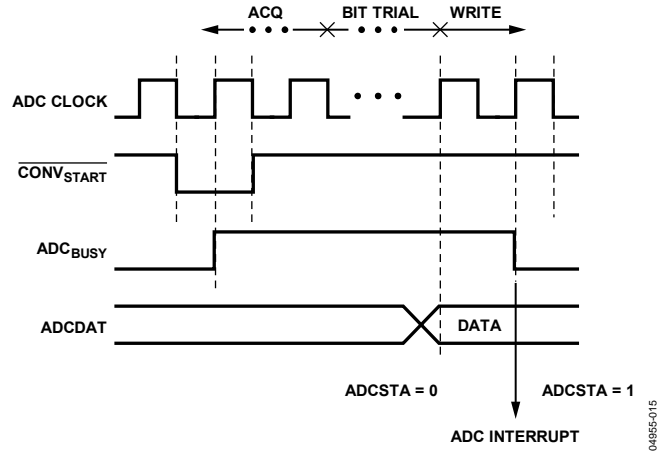 ACQ BIT TRIAL WRITE
ADC CLOCK
CONVSTART
ADCBUSY
ADCDAT DATA
ADCSTA = 0 ADCSTA = 1
ADC INTERRUPT
04955-015